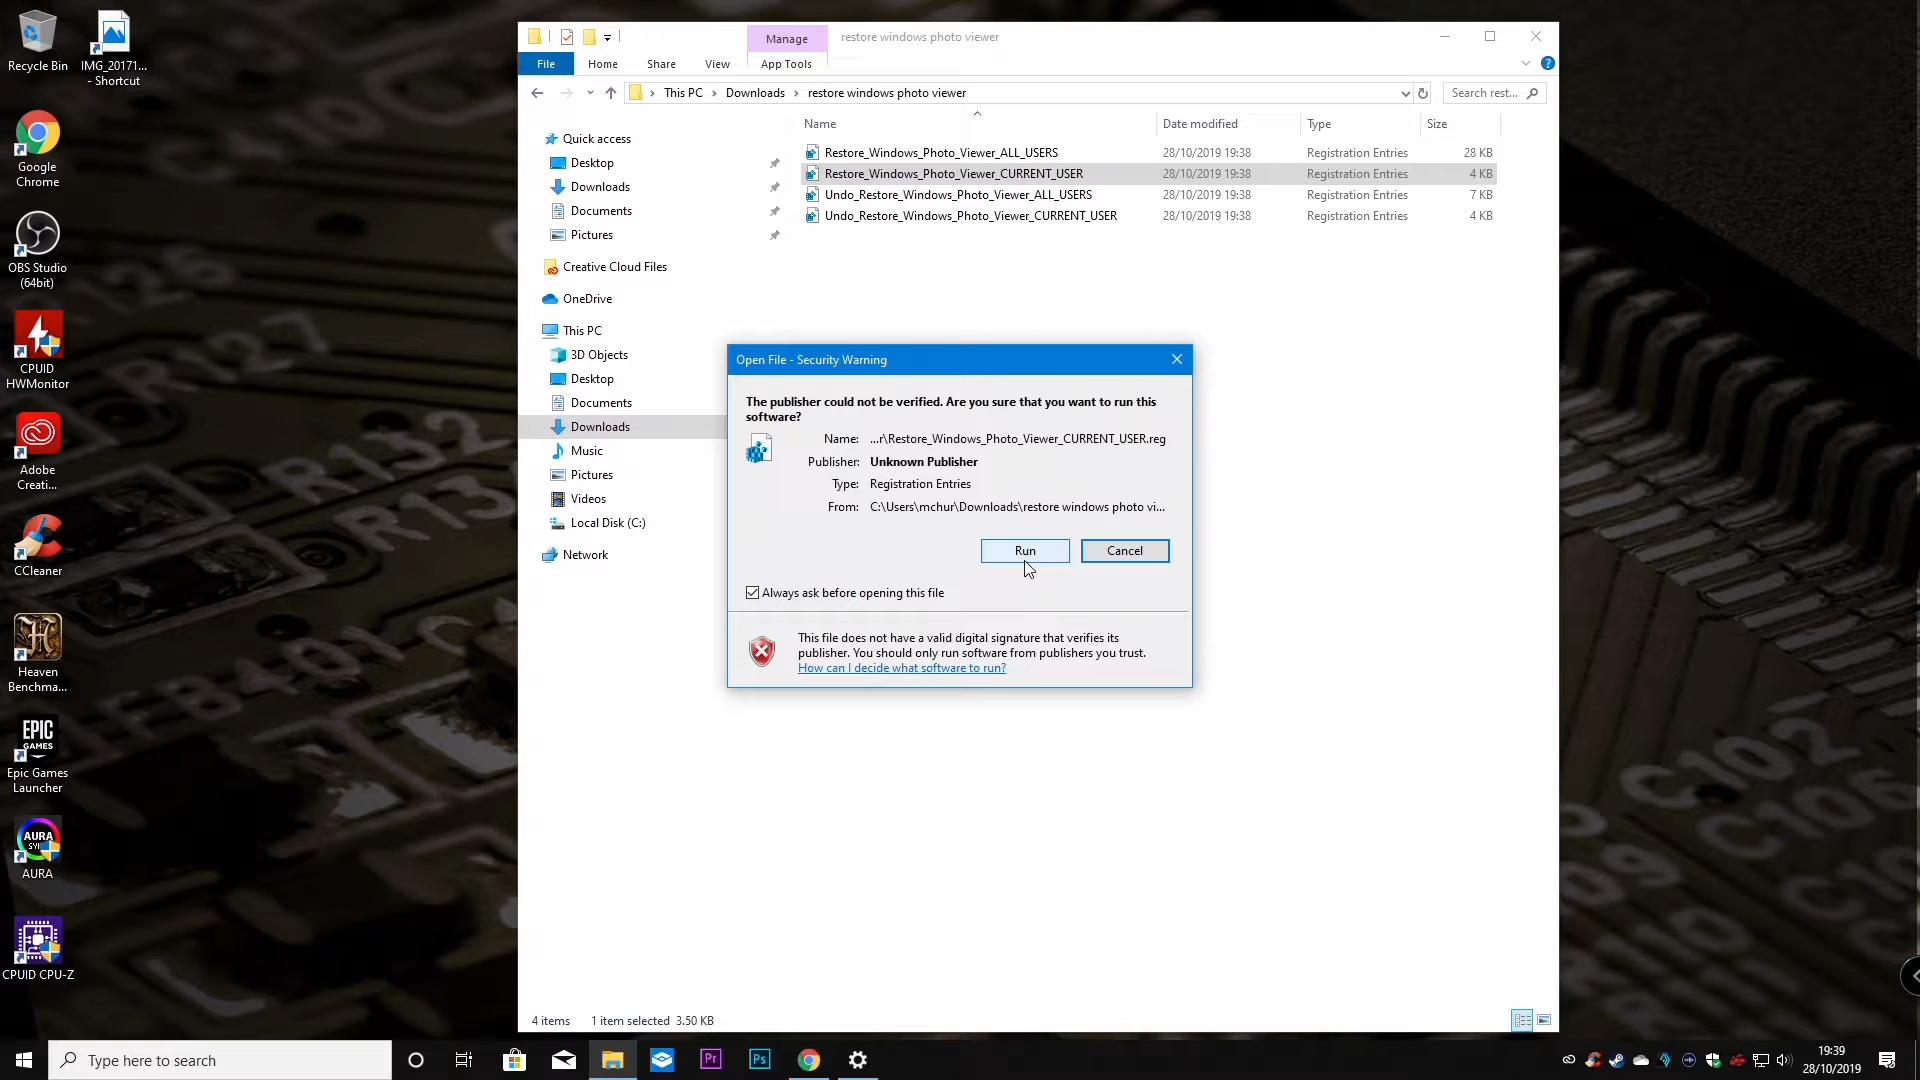 Recycle Bin
IMG_20171...
- Shortcut
Google
Chrome
OBS Studio
(64bit)
CPUID
HWMonitor
Adobe
Creati...
CCleaner
Heaven
Benchma...
EPIC
GAMES
Epic Games
Launcher
AURA
AURA
CPUID CPU-Z
Manage
restore windows photo viewer
File
Home
Share
View
App Tools
This PC
Downloads
restore windows photo viewer
Search rest...
Name
Date modified
Type
Size
Restore_Windows_Photo_Viewer_ALL_USERS 28/10/2019 19:38 Registration Entries 28 KB
Restore_Windows_Photo_Viewer_CURRENT_USER 28/10/2019 19:38 Registration Entries 4 KB
Undo_Restore_Windows_Photo_Viewer_ALL_USERS 28/10/2019 19:38 Registration Entries 7 KB
Undo_Restore_Windows_Photo_Viewer_CURRENT_USER 28/10/2019 19:38 Registration Entries 4 KB
Quick access
Desktop
Downloads
Documents
Pictures
Creative Cloud Files
OneDrive
This PC
3D Objects
Desktop
Documents
Downloads
Music
Pictures
Videos
Local Disk (C:)
Network
Open File - Security Warning
The publisher could not be verified. Are you sure that you want to run this
software?
Name: ...r\Restore_Windows_Photo_Viewer_CURRENT_USER.reg
Publisher: Unknown Publisher
Type: Registration Entries
From: C:\Users\mchur\Downloads\restore windows photo vi...
Run
Cancel
Always ask before opening this file
This file does not have a valid digital signature that verifies its
publisher. You should only run software from publishers you trust.
How can I decide what software to run?
4 items
1 item selected 3.50 KB
Type here to search
Pr
Ps
19:39
28/10/2019